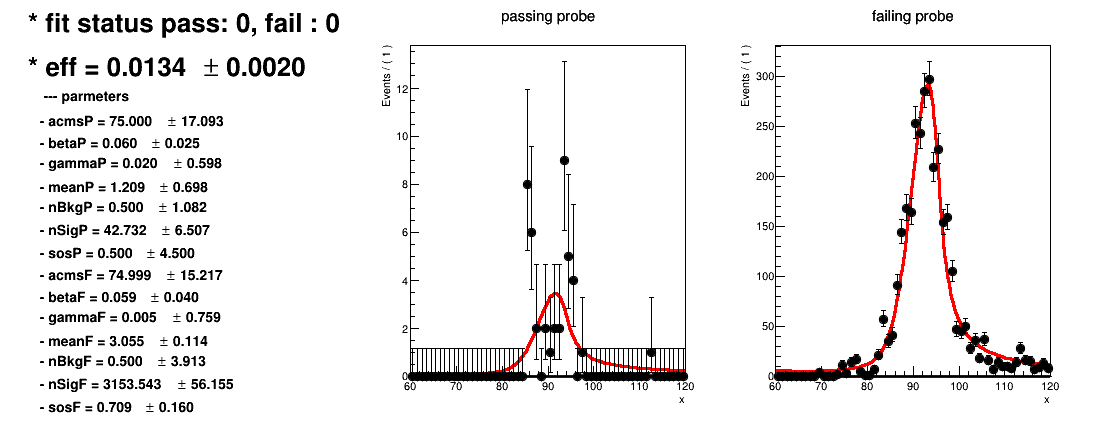 * fit status pass: 0, fail : 0
* eff = 0.0134 ± 0.0020
--- parmeters
- acmsP = 75.000 ± 17.093
- betaP = 0.060 ± 0.025
- gammaP = 0.020 ± 0.598
- meanP = 1.209 ± 0.698
- nBkgP = 0.500 ± 1.082
- nSigP = 42.732 ± 6.507
- sosP = 0.500 ± 4.500
- acmsF = 74.999 ± 15.217
- betaF = 0.059 ± 0.040
- gammaF = 0.005 ± 0.759
- meanF = 3.055 ± 0.114
- nBkgF = 0.500 ± 3.913
- nSigF = 3153.543 ± 56.155
- sosF = 0.709 ± 0.160
passing probe
Events / ( 1 )
12
10
8
6
4
2
0
60 70 80 90 100 110 120
x
failing probe
Events / ( 1 )
300
250
200
150
100
50
0
60 70 80 90 100 110 120
x